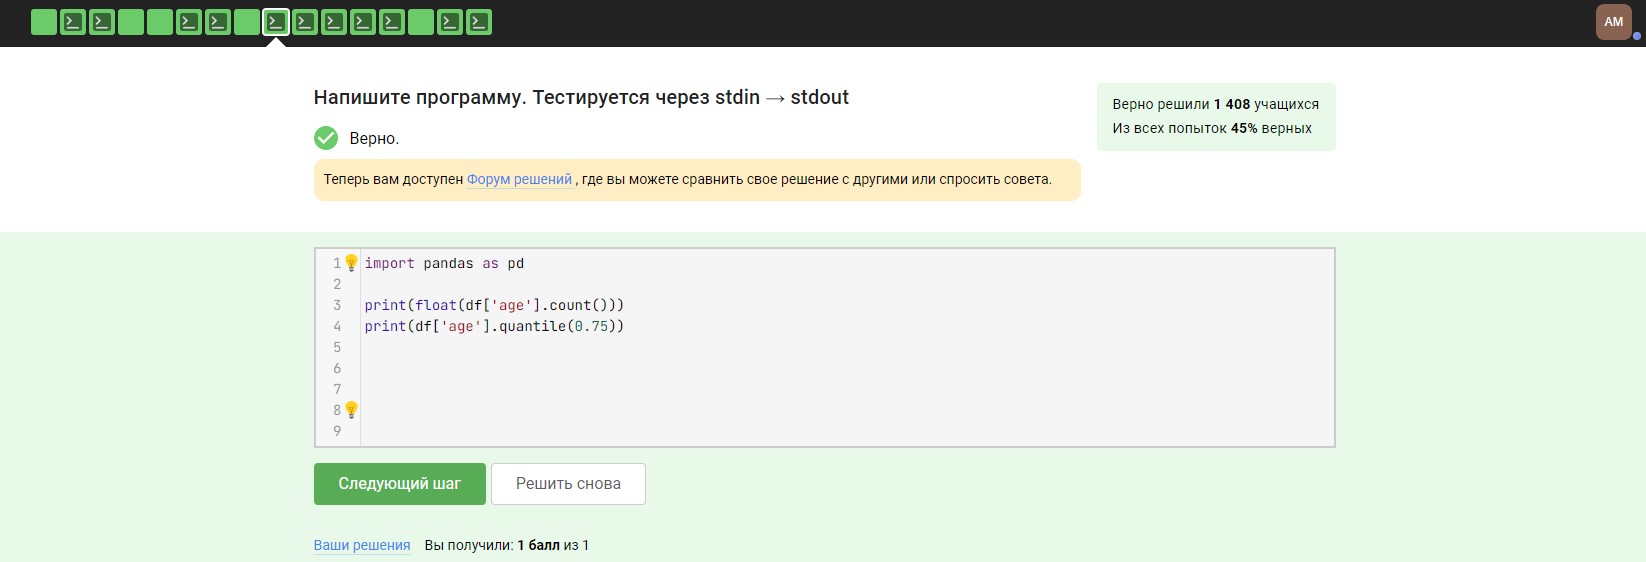 AM
Напишите программу. Тестируется через stdin → stdout
Верно решили 1 408 учащихся
Из всех попыток 45% верных
Верно.
Теперь вам доступен Форум решений , где вы можете сравнить свое решение с другими или спросить совета.
1 import pandas as pd
2
3 print(float(df['age'].count()))
4 print(df['age'].quantile(0.75))
5
6
7
8
9
Следующий шаг Решить снова
Ваши решения Вы получили: 1 балл из 1